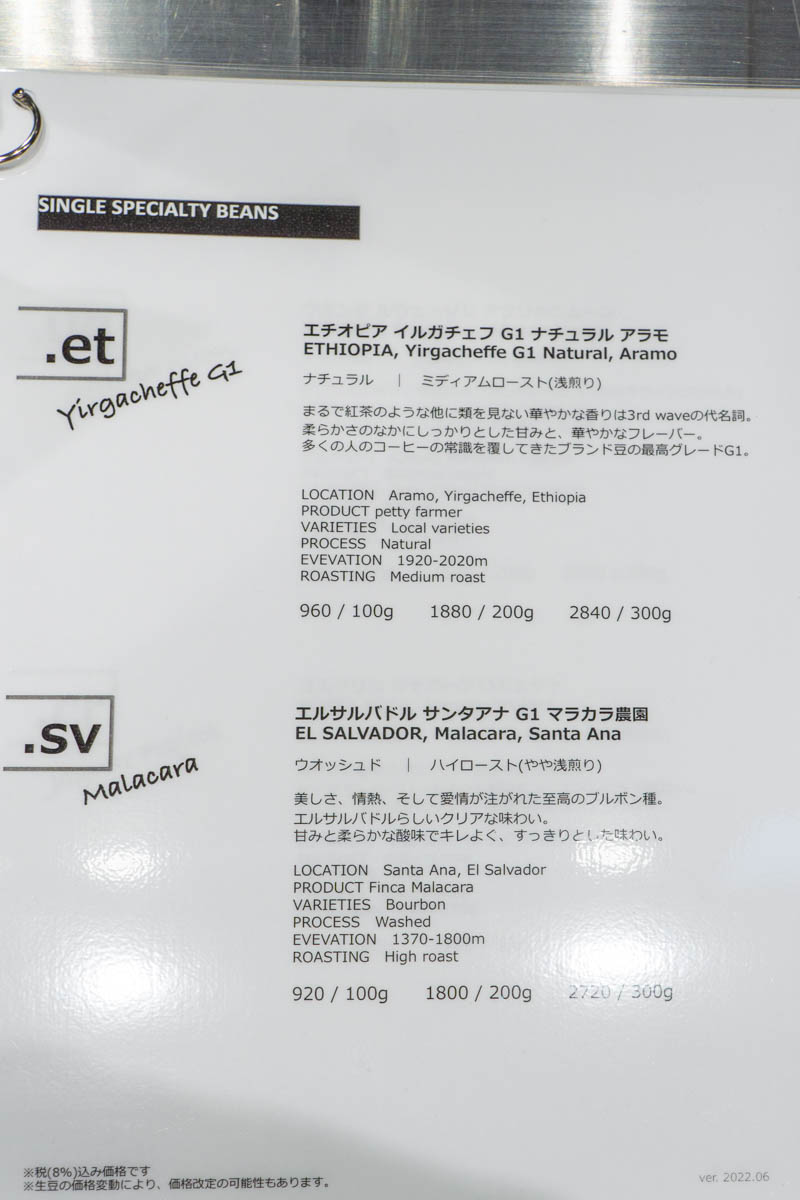 SINGLE SPECIALTY BEANS
.et
Yirgacheffe G1
エチオピア イルガチェフ G1 ナチュラル アラモ
ETHIOPIA, Yirgacheffe G1 Natural, Aramo
ナチュラル | ミディアムロースト(浅煎り)
まるで紅茶のような他に類を見ない華やかな香りは3rd waveの代名詞。
柔らかさのなかにしっかりとした甘みと、華やかなフレーバー。
多くの人のコーヒーの常識を覆してきたブランド豆の最高グレードG1。
LOCATION Aramo, Yirgacheffe, Ethiopia
PRODUCT petty farmer
VARIETIES Local varieties
PROCESS Natural
EVEVATION 1920-2020m
ROASTING Medium roast
960 / 100g 1880 / 200g 2840 / 300g
.sv
Malacara
エルサルバドル サンタアナ G1 マラカラ農園
EL SALVADOR, Malacara, Santa Ana
ウオッシュド | ハイロースト(やや浅煎り)
美しさ、情熱、そして愛情が注がれた至高のブルボン種。
エルサルバドルらしいクリアな味わい。
甘みと柔らかな酸味でキレよく、すっきりとした味わい。
LOCATION Santa Ana, El Salvador
PRODUCT Finca Malacara
VARIETIES Bourbon
PROCESS Washed
EVEVATION 1370-1800m
ROASTING High roast
920 / 100g 1800 / 200g 2720 / 300g
※税(8%)込み価格です
※生豆の価格変動により、価格改定の可能性もあります。
ver. 2022.06